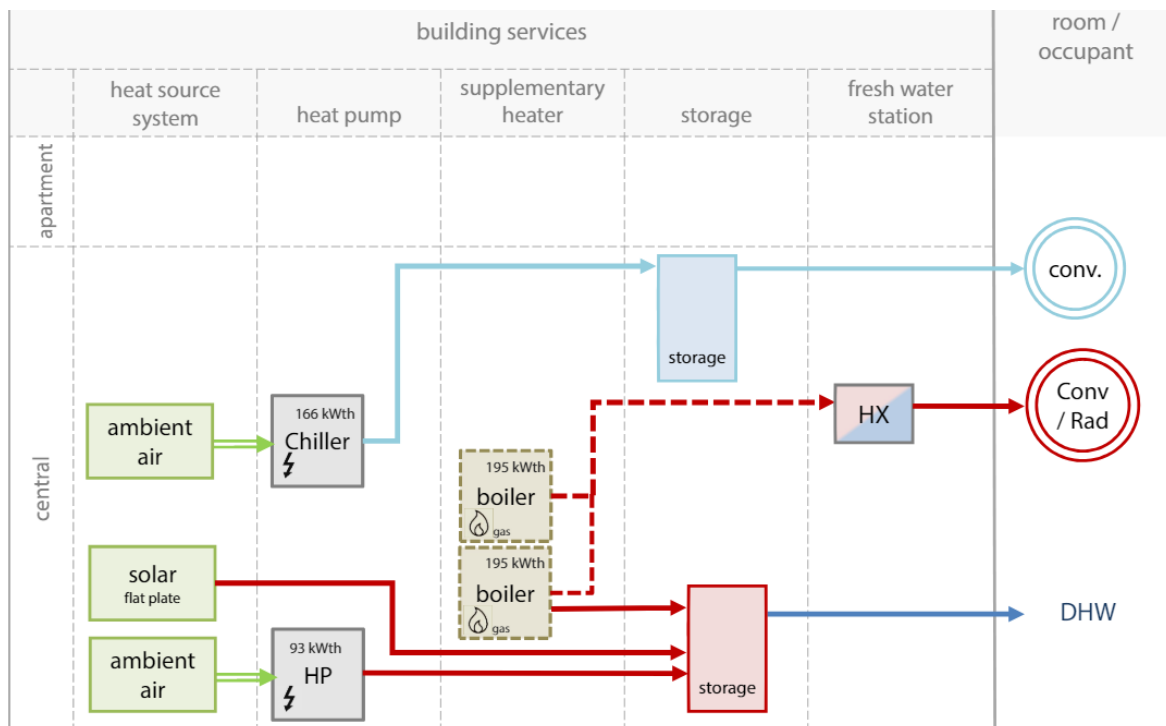 building services
room /
occupant
heat source
system
heat pump
supplementary
heater
storage
fresh water
station
apartment
central
conv.
storage
Conv
/ Rad
HX
166 kWth
Chiller
ambient
air
195 kWth
boiler
gas
195 kWth
boiler
gas
solar
flat plate
DHW
93 kWth
HP
ambient
air
storage